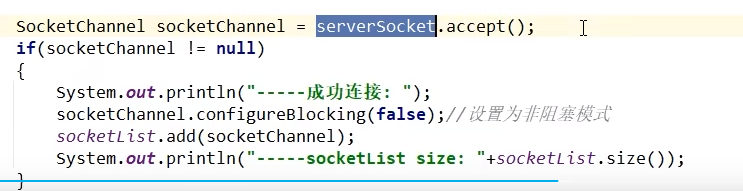 SocketChannel socketChannel = serverSocket.accept();
if(socketChannel != null)
{
System.out.println("-----成功连接: ");
socketChannel.configureBlocking(false);//设置为非阻塞模式
socketList.add(socketChannel);
System.out.println("-----socketList size: "+socketList.size());
}